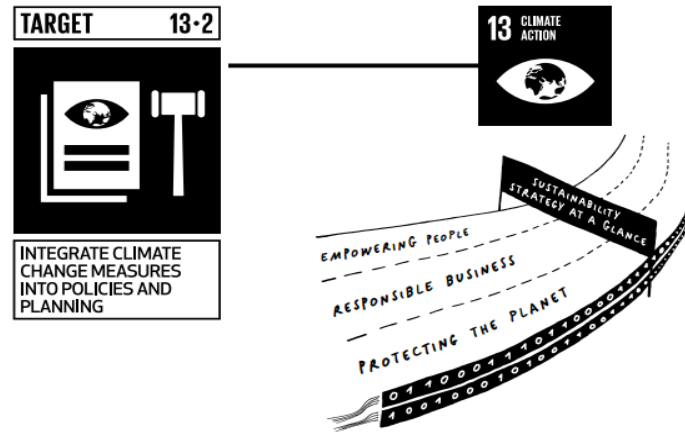 TARGET 13·2
13 CLIMATE
ACTION
SUSTAINABILITY
STRATEGY AT A GLANCE
EMPOWERING PEOPLE
RESPONSIBLE BUSINESS
PROTECTING THE PLANET
INTEGRATE CLIMATE
CHANGE MEASURES
INTO POLICIES AND
PLANNING